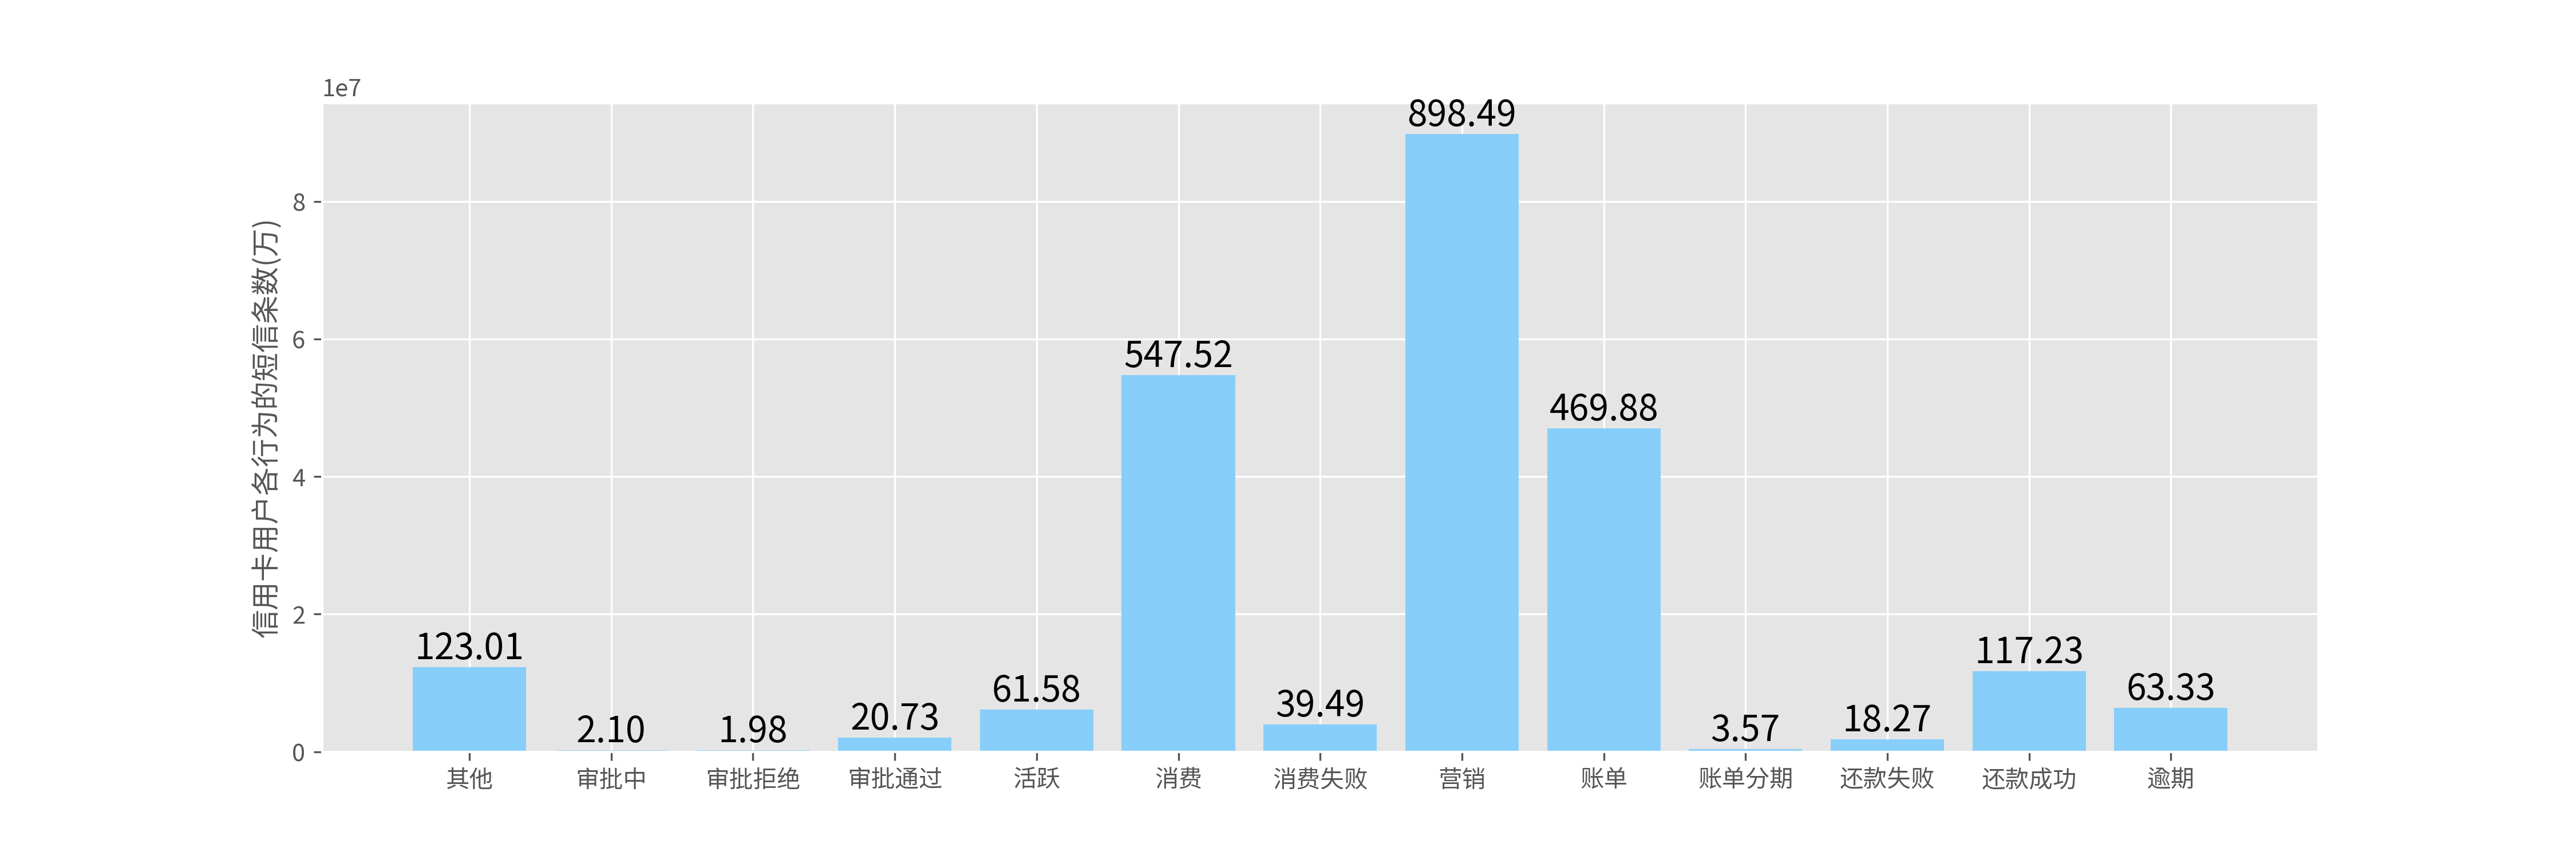 1e7
898.49
8
6
547.52
469.88
4
2
123.01
117.23
61.58
63.33
39.49
20.73
18.27
2.10
1.98
3.57
0
其他
审批中
审批拒绝
审批通过
活跃
消费
消费失败
营销
账单
账单分期
还款失败
还款成功
逾期
信用卡用户各行为的短信条数(万)